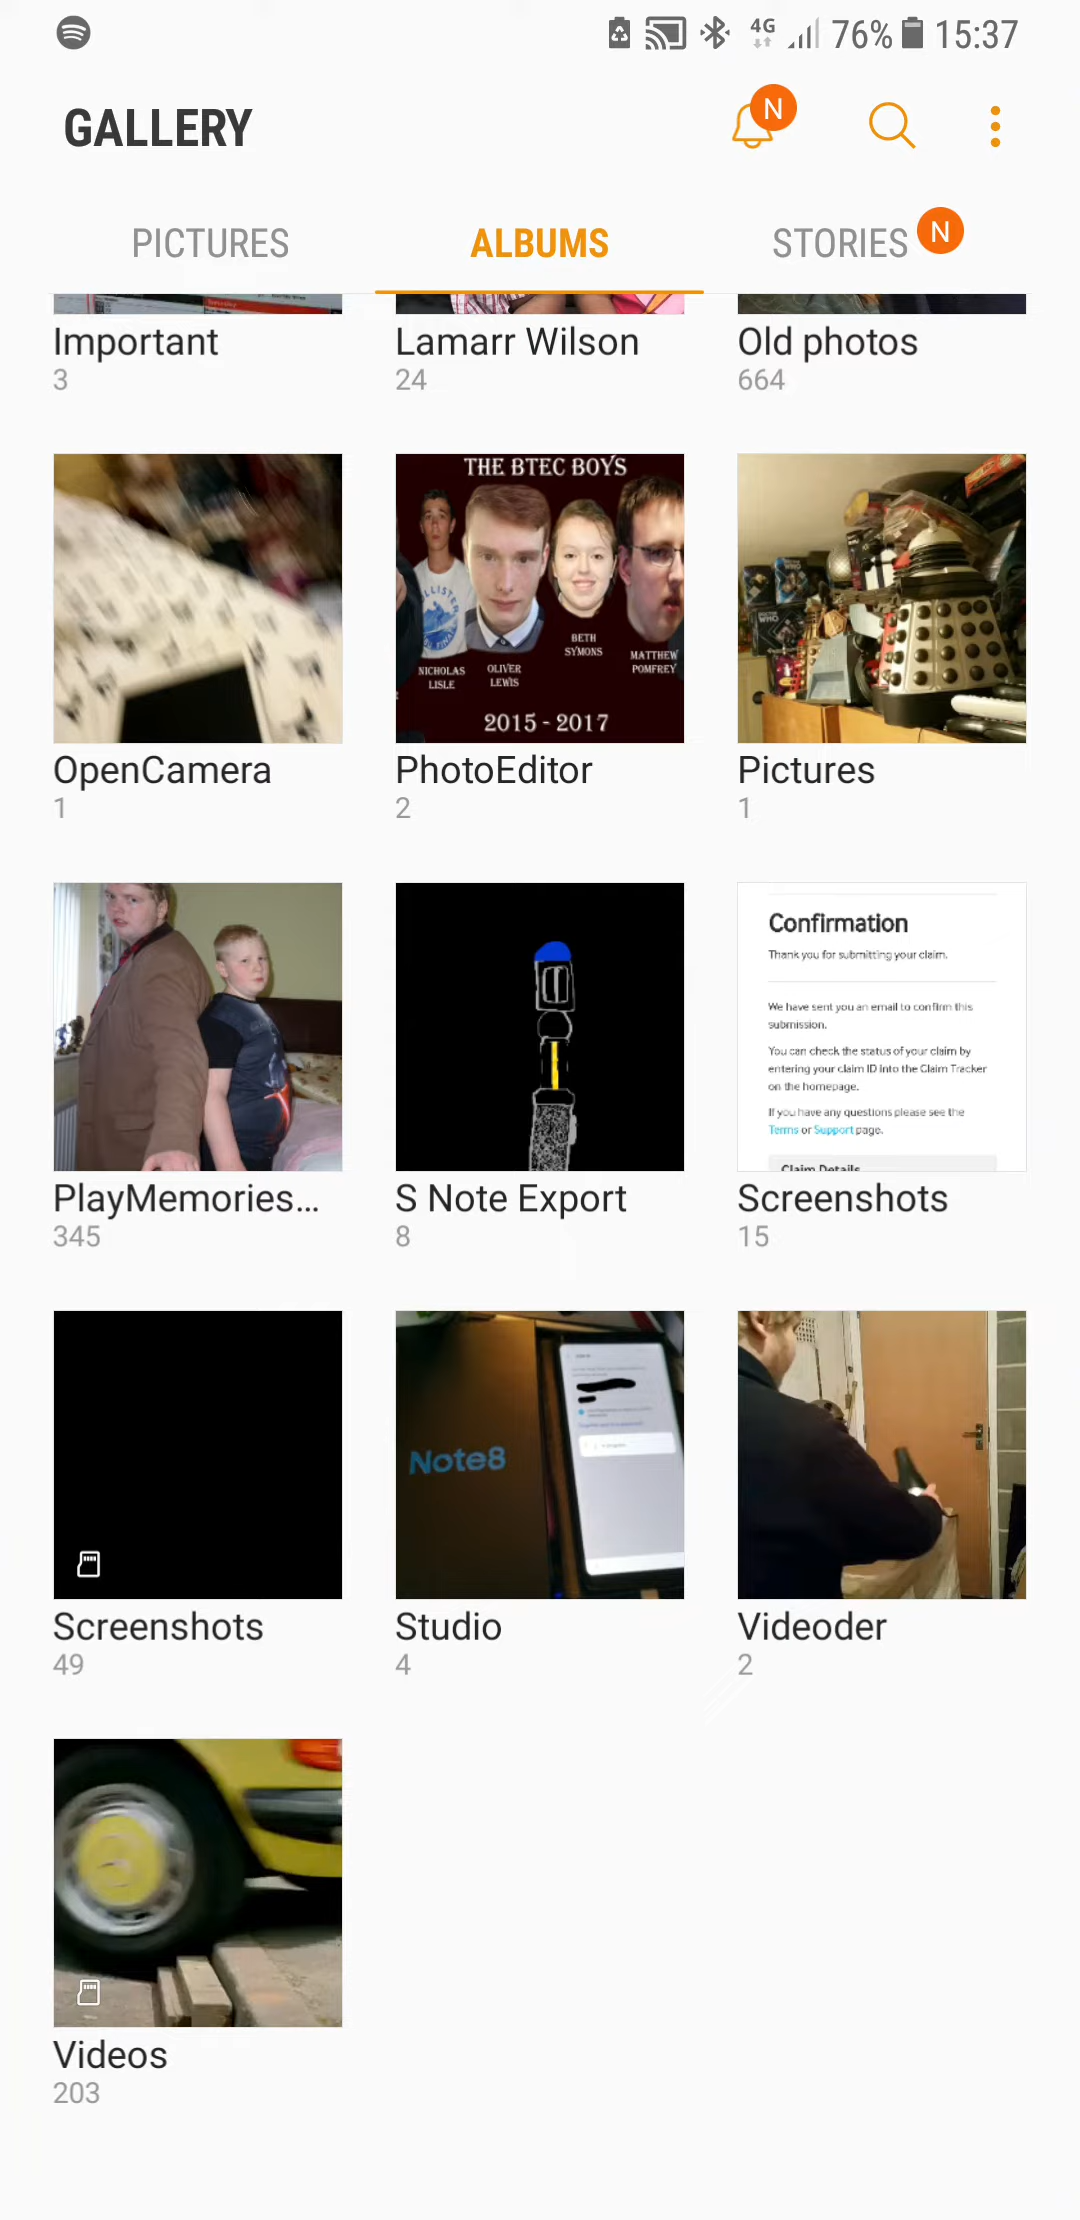 4G 76% 15:37
GALLERY
N
PICTURES ALBUMS STORIES N
Important Lamarr Wilson Old photos
3 24 664
THE BTEC BOYS
NICHOLAS LISLE
OLIVER LEWIS
BETH SYMONS
MATTHEW POMFREY
2015 - 2017
WHO
OpenCamera PhotoEditor Pictures
1 2 1
Confirmation
Thank you for submitting your claim.
We have sent you an email to confirm this
submission.
You can check the status of your claim by
entering your claim ID into the Claim Tracker
on the homepage.
If you have any questions please see the
Terms or Support page.
Claim Details
PlayMemories... S Note Export Screenshots
345 8 15
Note8
Screenshots Studio Videoder
49 4 2
Videos
203